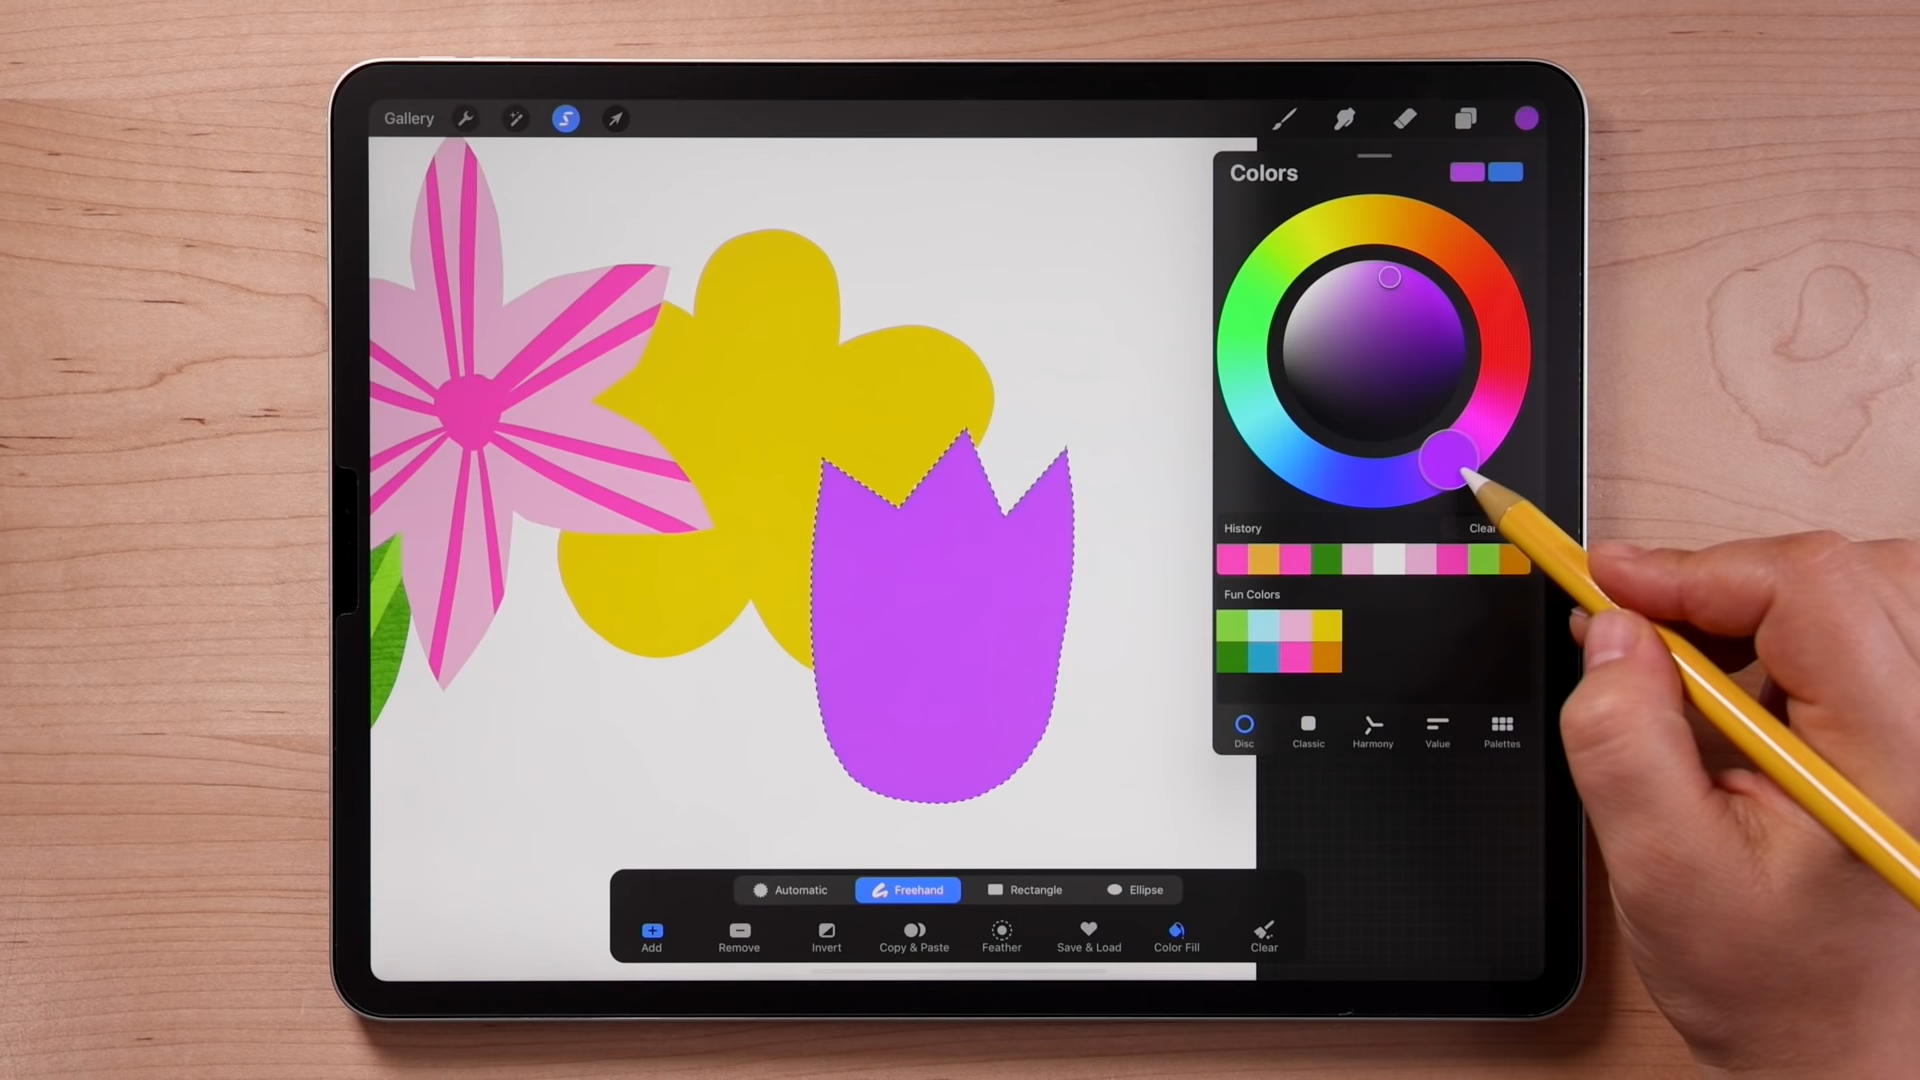 Gallery
Colors
History Clear
Fun Colors
Disc Classic Harmony Value Palettes
Automatic Freehand Rectangle Ellipse
Add Remove Invert Copy & Paste Feather Save & Load Color Fill Clear